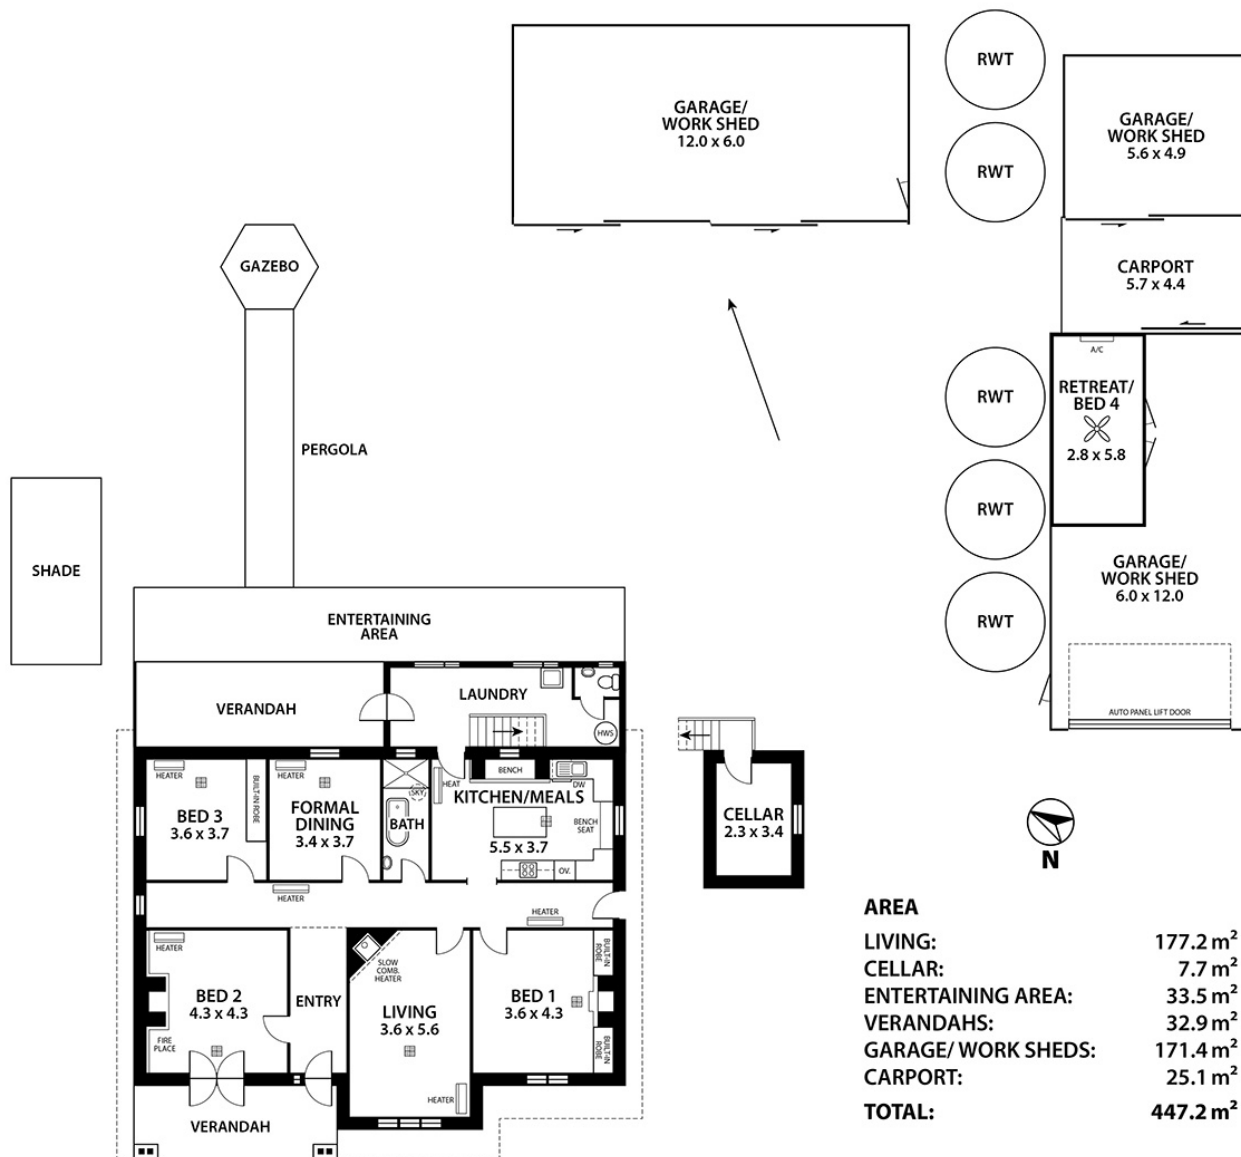 GARAGE/
WORK SHED
12.0 x 6.0
RWT
RWT
GARAGE/
WORK SHED
5.6 x 4.9
CARPORT
5.7 x 4.4
GAZEBO
PERGOLA
SHADE
RWT
RWT
RWT
A/C
RETREAT/
BED 4
2.8 x 5.8
GARAGE/
WORK SHED
6.0 x 12.0
AUTO PANEL LIFT DOOR
ENTERTAINING
AREA
VERANDAH
LAUNDRY
HWS
HEATER
BED 3
3.6 x 3.7
BUILT-IN ROBE
HEATER
FORMAL
DINING
3.4 x 3.7
SKY
BATH
HEAT
BENCH
DW
KITCHEN/MEALS
5.5 x 3.7
BENCH
SEAT
OV.
CELLAR
2.3 x 3.4
N
HEATER
HEATER
HEATER
BED 2
4.3 x 4.3
FIRE
PLACE
ENTRY
SLOW
COMB.
HEATER
LIVING
3.6 x 5.6
HEATER
BED 1
3.6 x 4.3
BUILT-IN
ROBE
BUILT-IN
ROBE
VERANDAH
AREA
LIVING: 177.2 m²
CELLAR: 7.7 m²
ENTERTAINING AREA: 33.5 m²
VERANDAHS: 32.9 m²
GARAGE/ WORK SHEDS: 171.4 m²
CARPORT: 25.1 m²
TOTAL: 447.2 m²